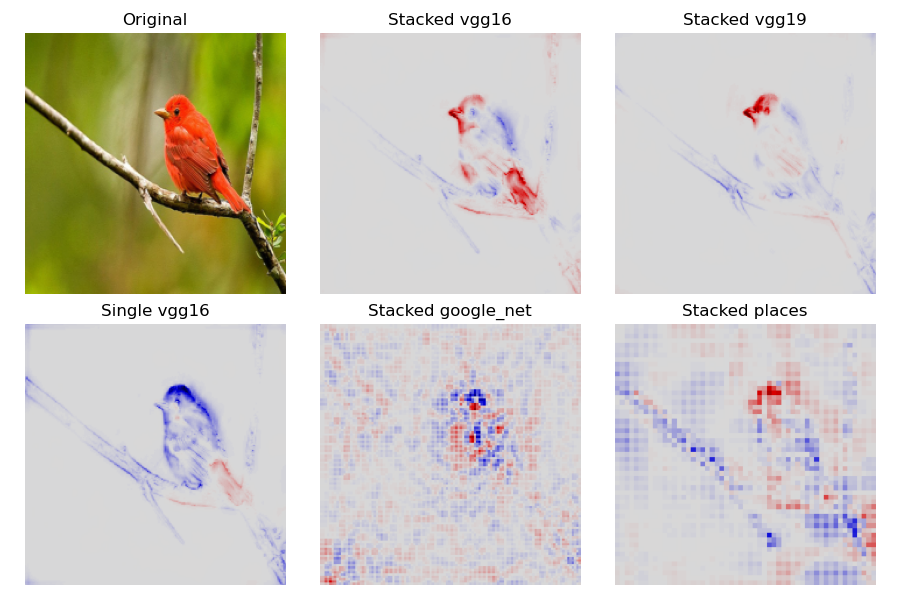 Original
Stacked vgg16
Stacked vgg19
Single vgg16
Stacked google_net
Stacked places